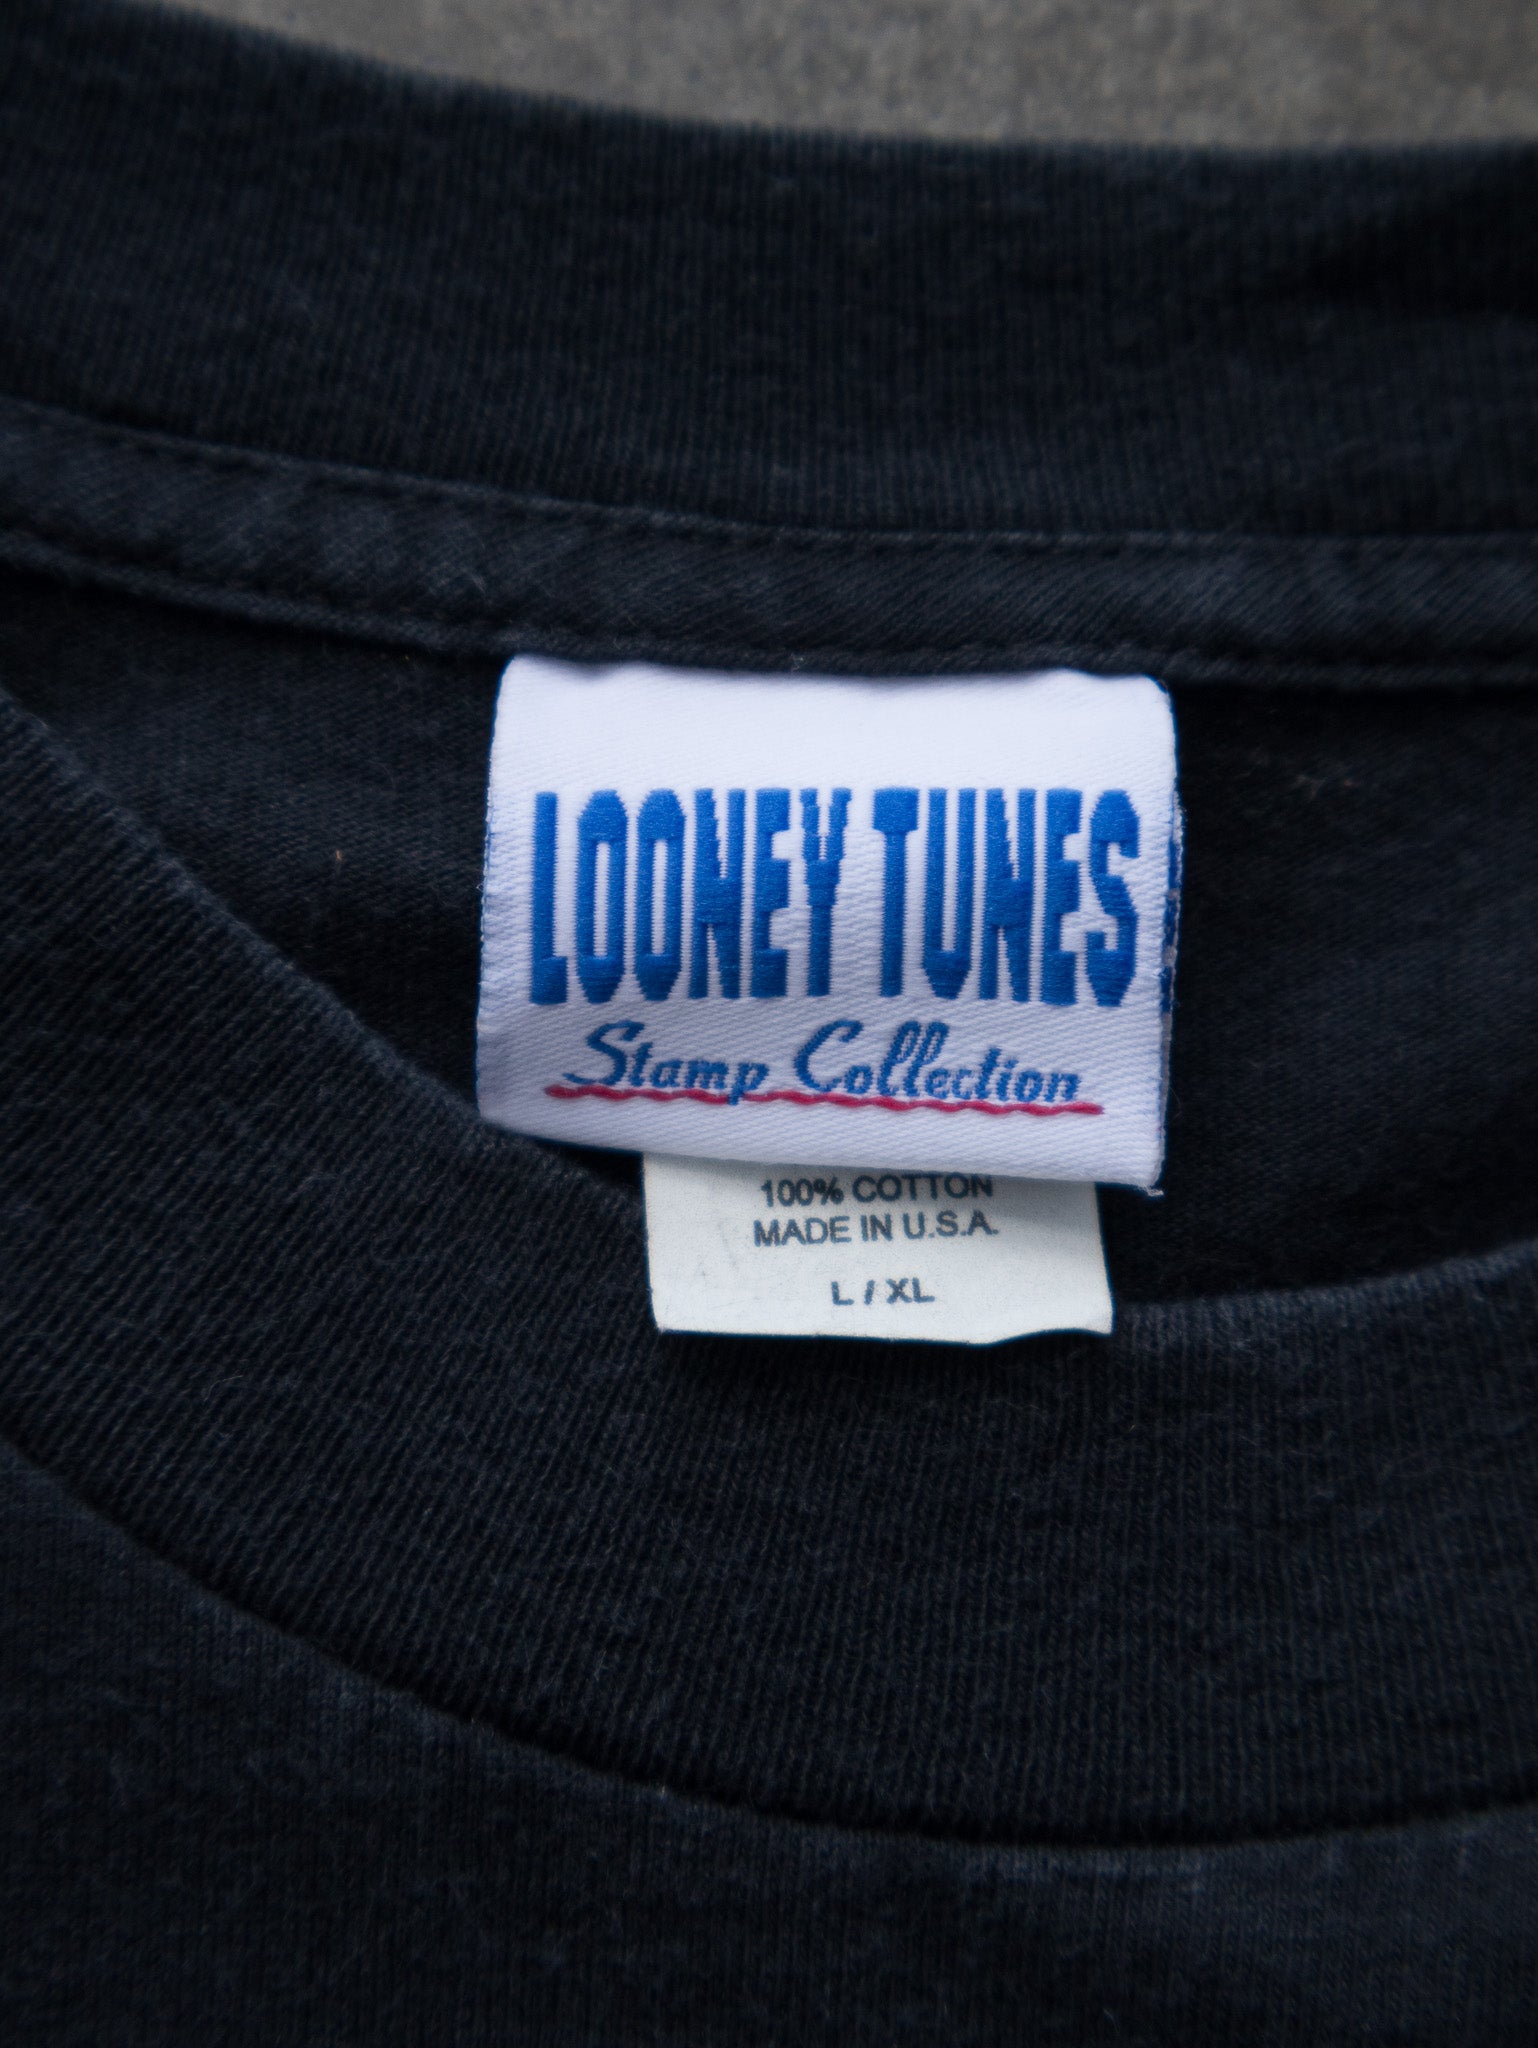 LOONEY TUNES
Stamp Collection
100% COTTON
MADE IN U.S.A.
L / XL